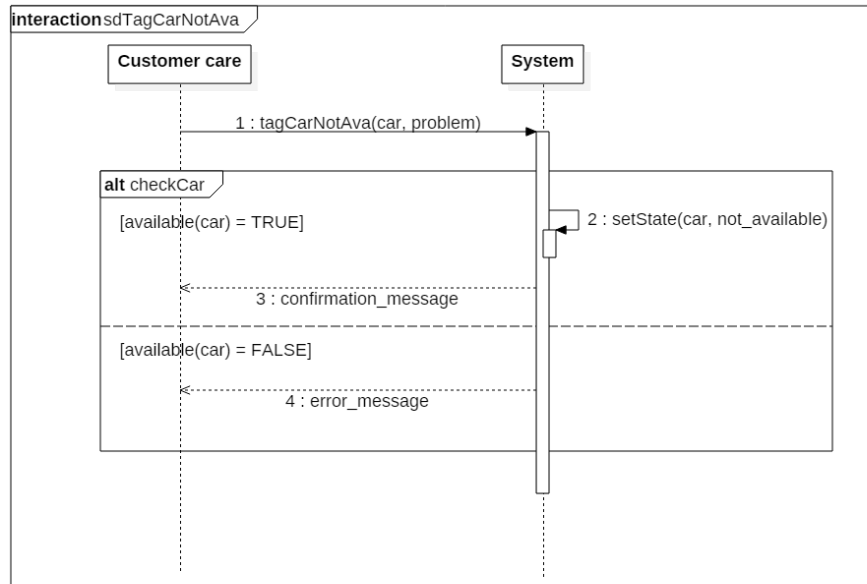 interaction sdTagCarNotAva
Customer care
System
1 : tagCarNotAva(car, problem)
alt checkCar
[available(car) = TRUE]
2 : setState(car, not_available)
3 : confirmation_message
[available(car) = FALSE]
4 : error_message